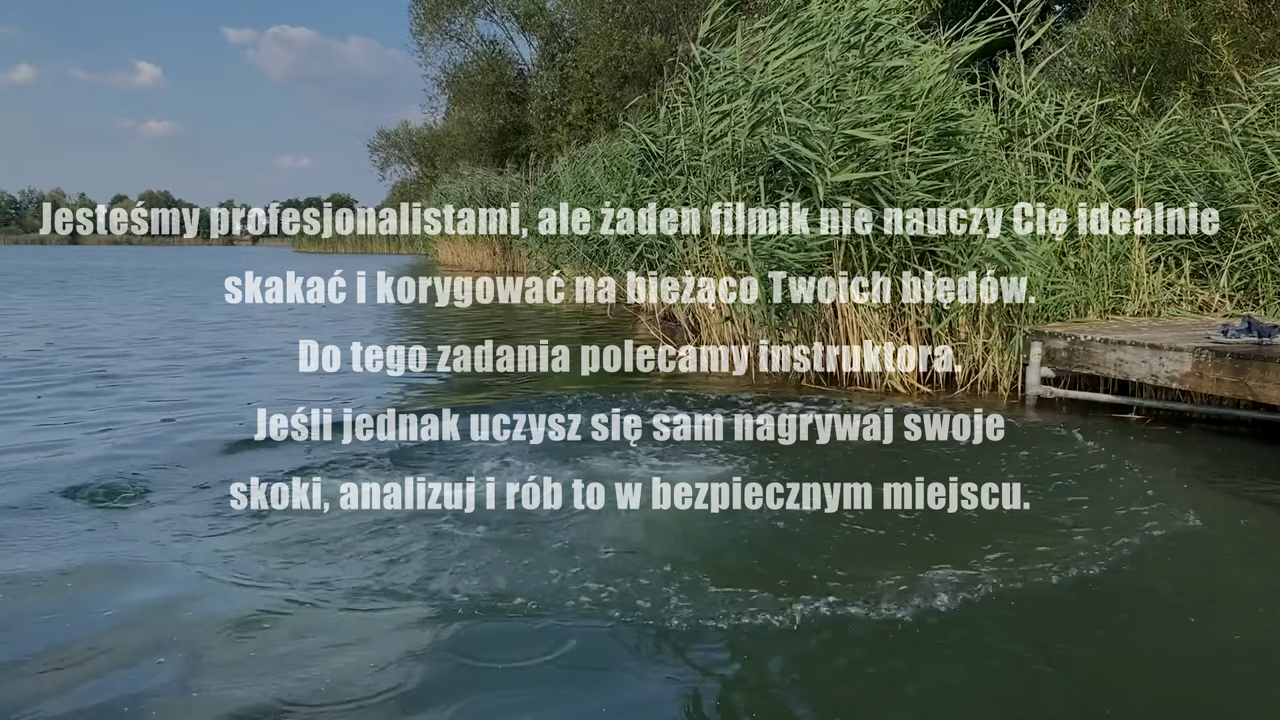 Jesteśmy profesjonalistami, ale żaden filmik nie nauczy Cię idealnie
skakać i korygować na bieżąco Twoich błędów.
Do tego zadania polecamy instruktora.
Jeśli jednak uczysz się sam nagrywaj swoje
skoki, analizuj i rób to w bezpiecznym miejscu.